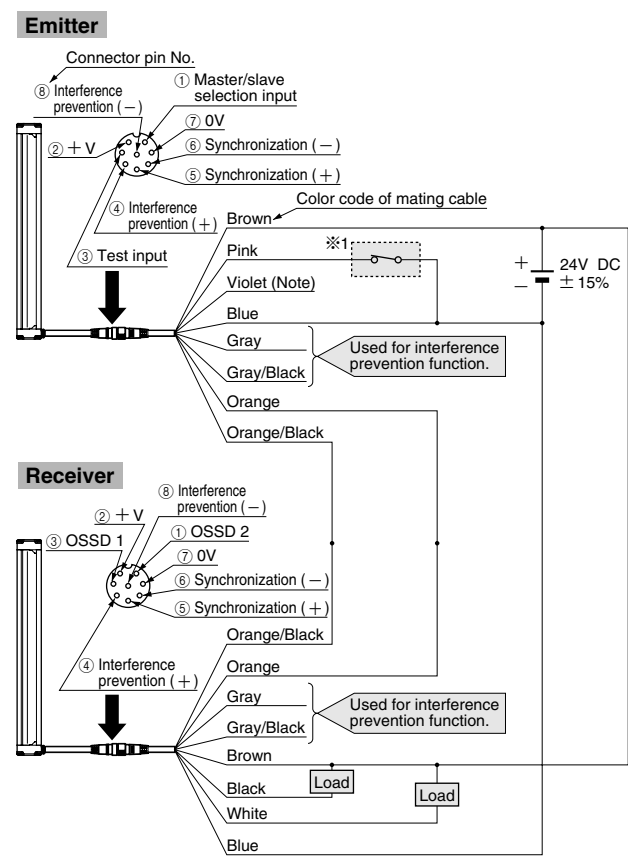 Emitter
Connector pin No.
⑧ Interference
prevention (−)
① Master/slave
selection input
⑦ 0V
② +V
⑥ Synchronization (−)
⑤ Synchronization (+)
④ Interference
prevention (+)
③ Test input
Color code of mating cable
Brown
Pink
※1
Violet (Note)
Blue
Gray
Gray/Black
Used for interference
prevention function.
Orange
Orange/Black
+
−
24V DC
±15%
Receiver
⑧ Interference
prevention (−)
② +V
① OSSD 2
③ OSSD 1
⑦ 0V
⑥ Synchronization (−)
⑤ Synchronization (+)
④ Interference
prevention (+)
Orange/Black
Orange
Gray
Gray/Black
Used for interference
prevention function.
Brown
Black
Load
Load
White
Blue